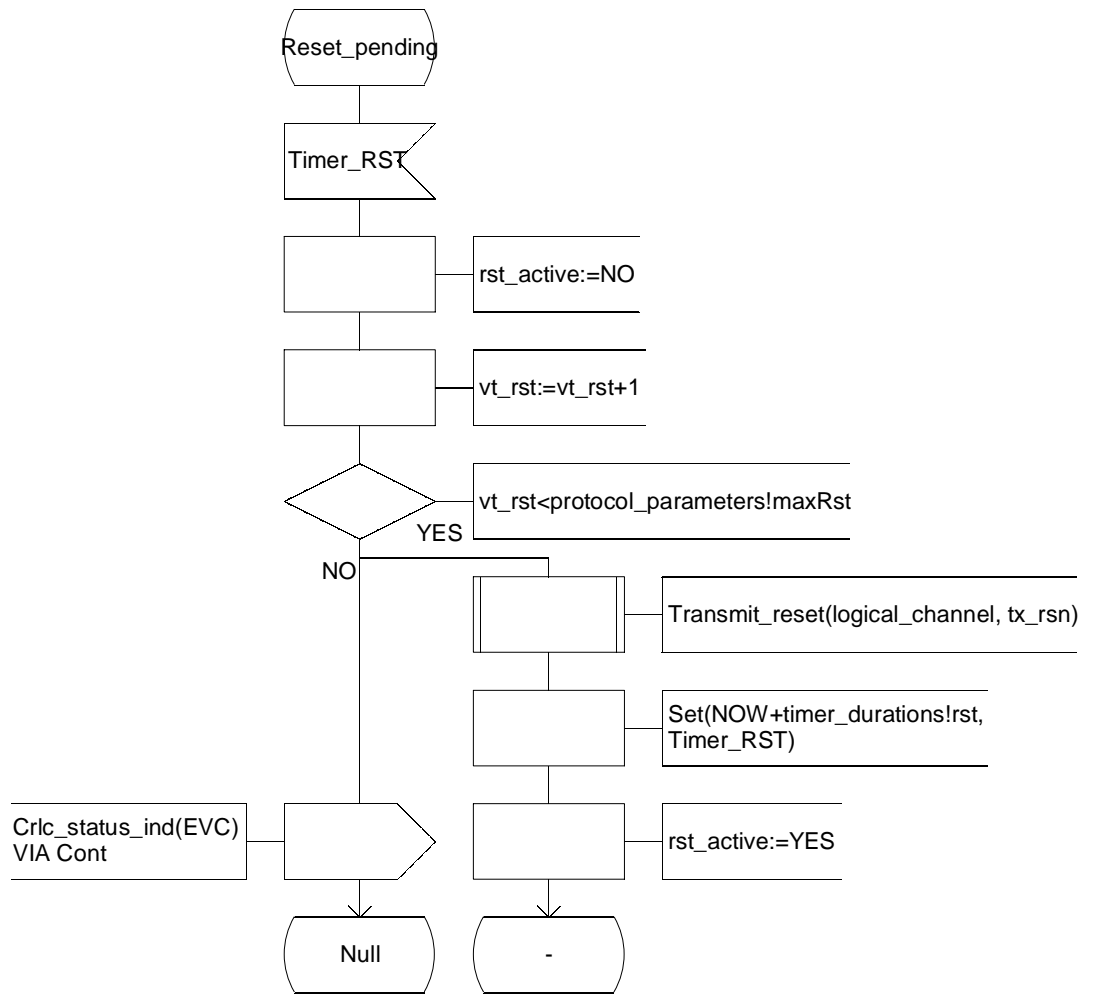 Reset_pending
Timer_RST
rst_active:=NO
vt_rst:=vt_rst+1
vt_rst<protocol_parameters!maxRst
YES
NO
Transmit_reset(logical_channel, tx_rsn)
Set(NOW+timer_durations!rst,
Timer_RST)
Crlc_status_ind(EVC)
VIA Cont
rst_active:=YES
Null
-